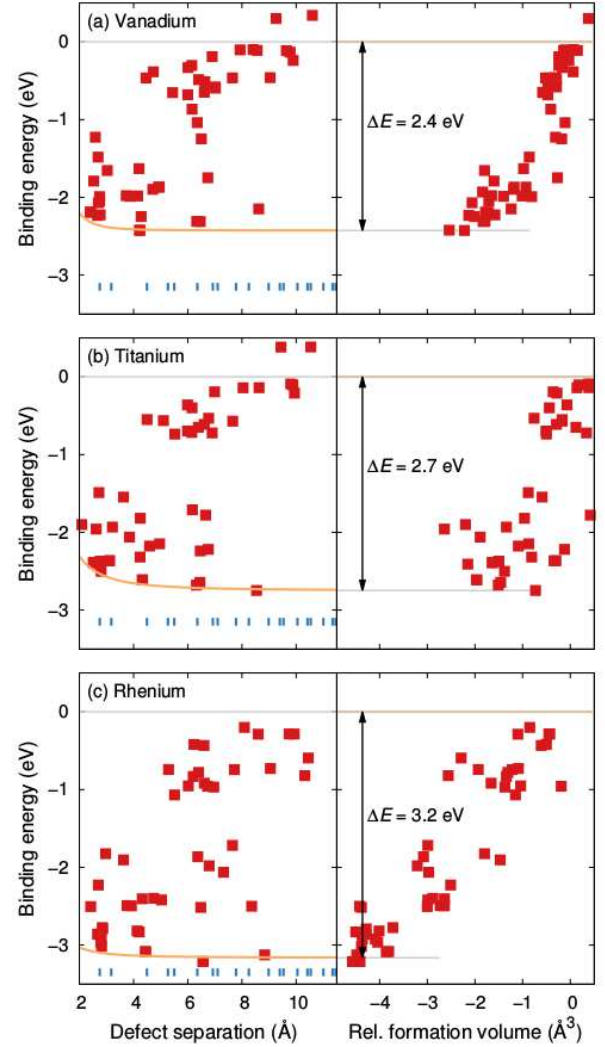 (a) Vanadium
Binding energy (eV)
0
−1
−2
−3
ΔE = 2.4 eV
(b) Titanium
Binding energy (eV)
0
−1
−2
−3
ΔE = 2.7 eV
(c) Rhenium
Binding energy (eV)
0
−1
−2
−3
ΔE = 3.2 eV
2 4 6 8 10 −4 −3 −2 −1 0
Defect separation (Å) Rel. formation volume (Å³)